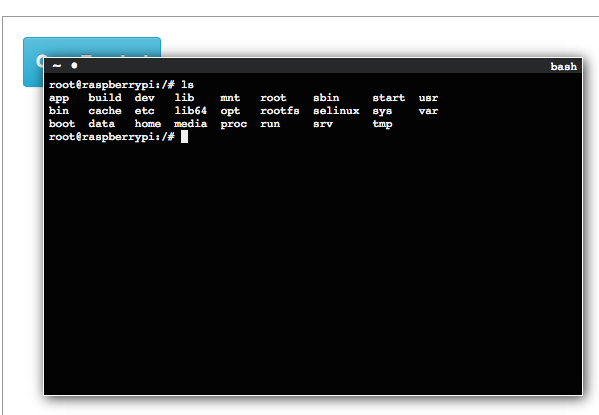 ~ bash
root@raspberrypi:/# ls
app build dev lib mnt root sbin start usr
bin cache etc lib64 opt rootfs selinux sys var
boot data home media proc run srv tmp
root@raspberrypi:/#